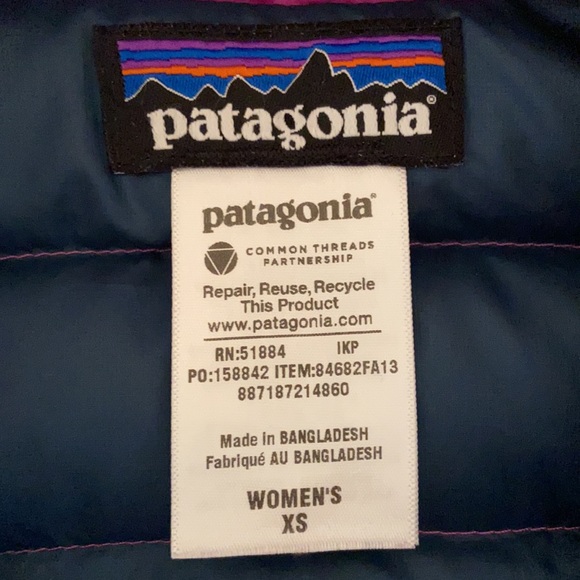 patagonia®
patagonia®
COMMON THREADS
PARTNERSHIP
Repair, Reuse, Recycle
This Product
www.patagonia.com
RN:51884 IKP
PO:158842 ITEM:84682FA13
887187214860
Made in BANGLADESH
Fabriqué AU BANGLADESH
WOMEN'S
XS